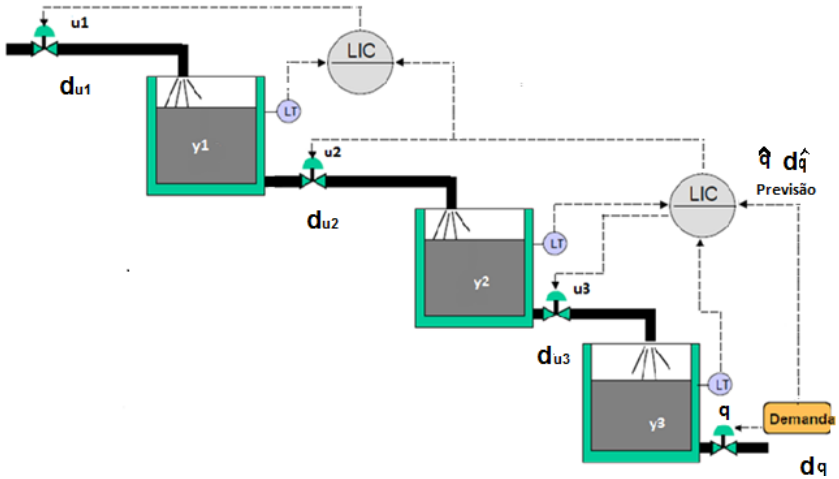 u1
LIC
du1
LT
y1
u2
q̂ dq̂
Previsão
LIC
du2
LT
y2
u3
du3
LT
q
y3
Demanda
dq